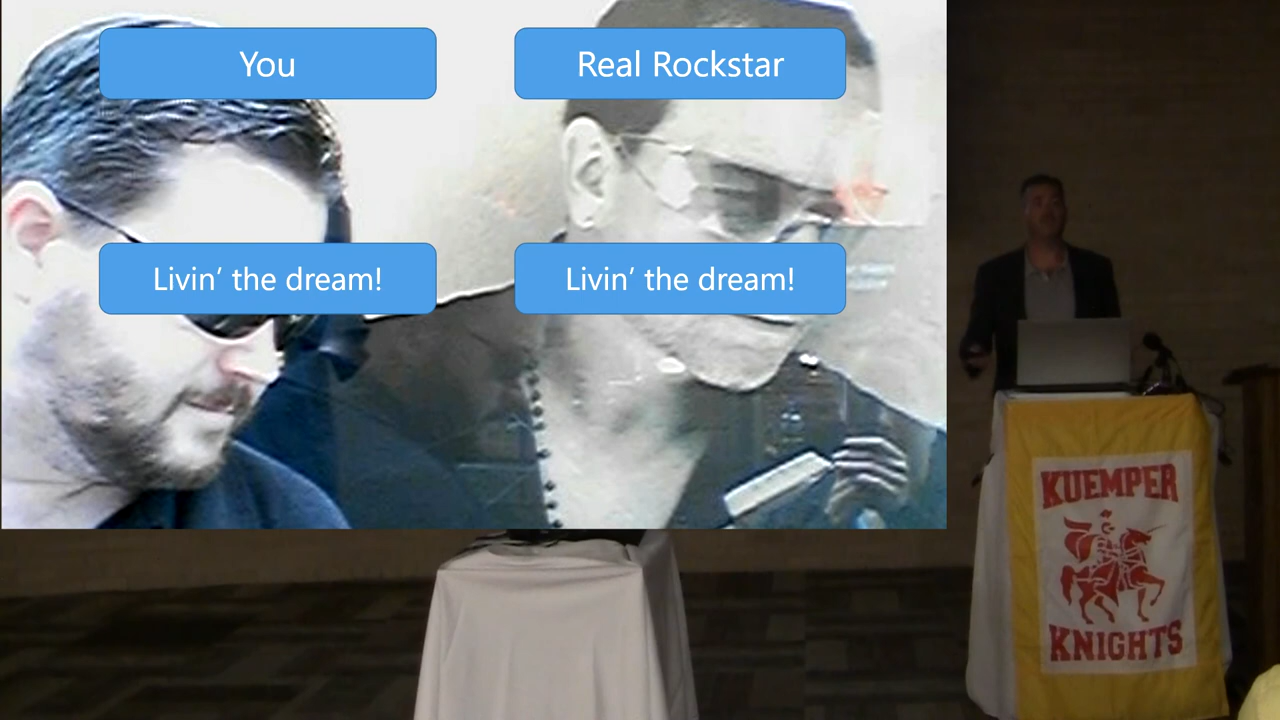 You
Real Rockstar
Livin’ the dream!
Livin’ the dream!
KUEMPER
KNIGHTS